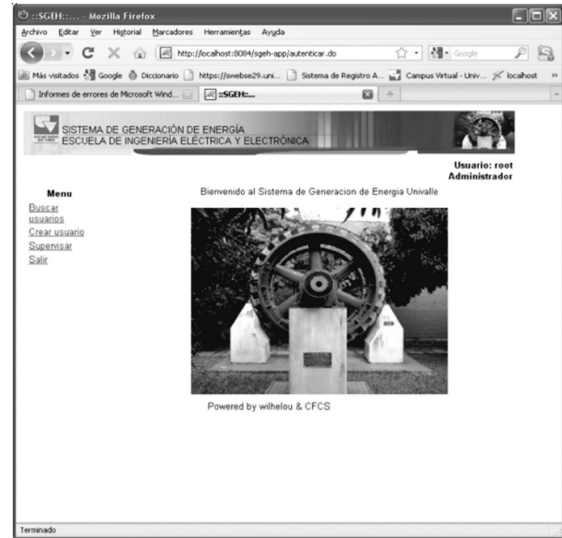 ::SGEH::... - Mozilla Firefox
Archivo Editar Ver Historial Marcadores Herramientas Ayuda
http://localhost:8084/sgeh-app/autenticar.do
Google
Más visitados Google Diccionario https://swebse29.uni... Sistema de Registro A... Campus Virtual - Univ... localhost »
Informes de errores de Microsoft Wind... ::SGEH::...
SISTEMA DE GENERACIÓN DE ENERGÍA
ESCUELA DE INGENIERÍA ELÉCTRICA Y ELECTRÓNICA
Usuario: root
Administrador
Menu
Bienvenido al Sistema de Generacion de Energia Univalle
Buscar
usuarios
Crear usuario
Supervisar
Salir
Powered by wilhelou & CFCS
Terminado